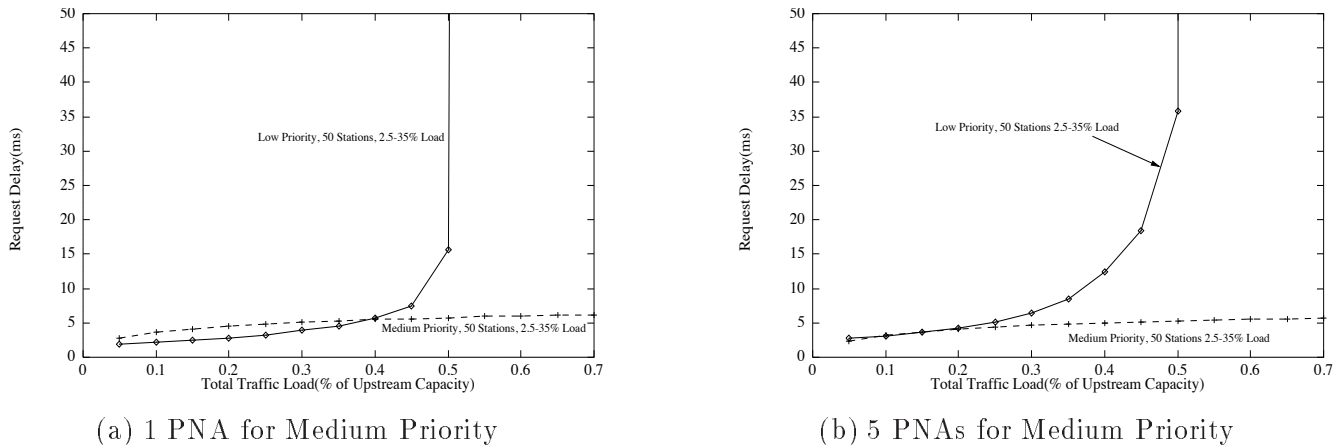 50
45
40
35
30
25
20
15
10
5
0
Request Delay(ms)
Low Priority, 50 Stations, 2.5-35% Load
Medium Priority, 50 Stations, 2.5-35% Load
0 0.1 0.2 0.3 0.4 0.5 0.6 0.7
Total Traffic Load(% of Upstream Capacity)
(a) 1 PNA for Medium Priority
50
45
40
35
30
25
20
15
10
5
0
Request Delay(ms)
Low Priority, 50 Stations 2.5-35% Load
Medium Priority, 50 Stations 2.5-35% Load
0 0.1 0.2 0.3 0.4 0.5 0.6 0.7
Total Traffic Load(% of Upstream Capacity)
(b) 5 PNAs for Medium Priority